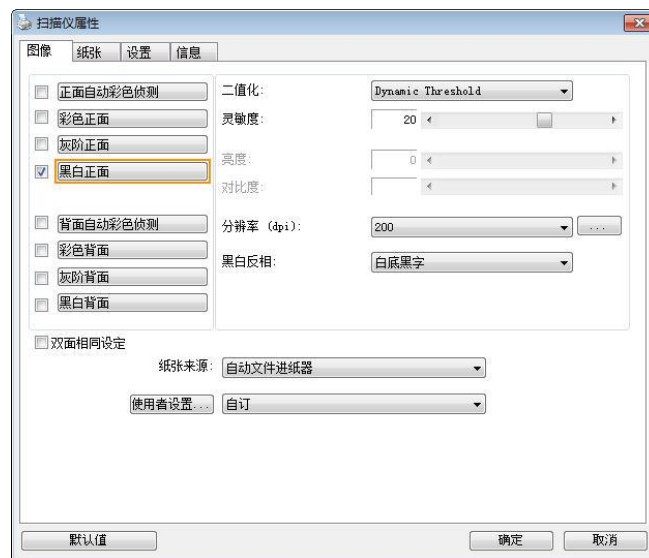 扫描仪属性
图像 纸张 设置 信息
正面自动彩色侦测
彩色正面
灰阶正面
黑白正面
背面自动彩色侦测
彩色背面
灰阶背面
黑白背面
二值化: Dynamic Threshold
灵敏度: 20
亮度: 0
对比度:
分辨率 (dpi): 200 ...
黑白反相: 白底黑字
双面相同设定
纸张来源: 自动文件进纸器
使用者设置... 自订
默认值 确定 取消